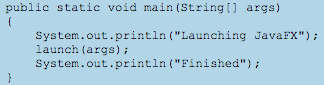 public static void main(String[] args)
{
    System.out.println("Launching JavaFX");
    launch(args);
    System.out.println("Finished");
}